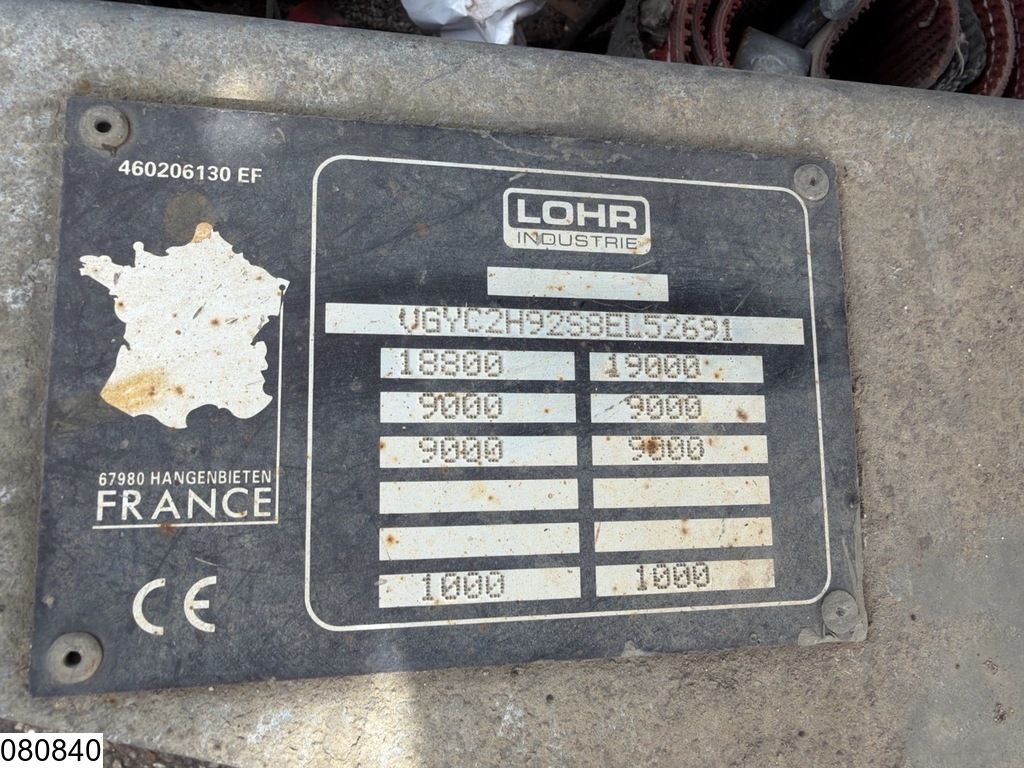 460206130 EF
LOHR
INDUSTRIE
VGYC2H92S8EL52691
18800 19000
9000 9000
9000 9000
1000 1000
67980 HANGENBIETEN
FRANCE
CE
080840